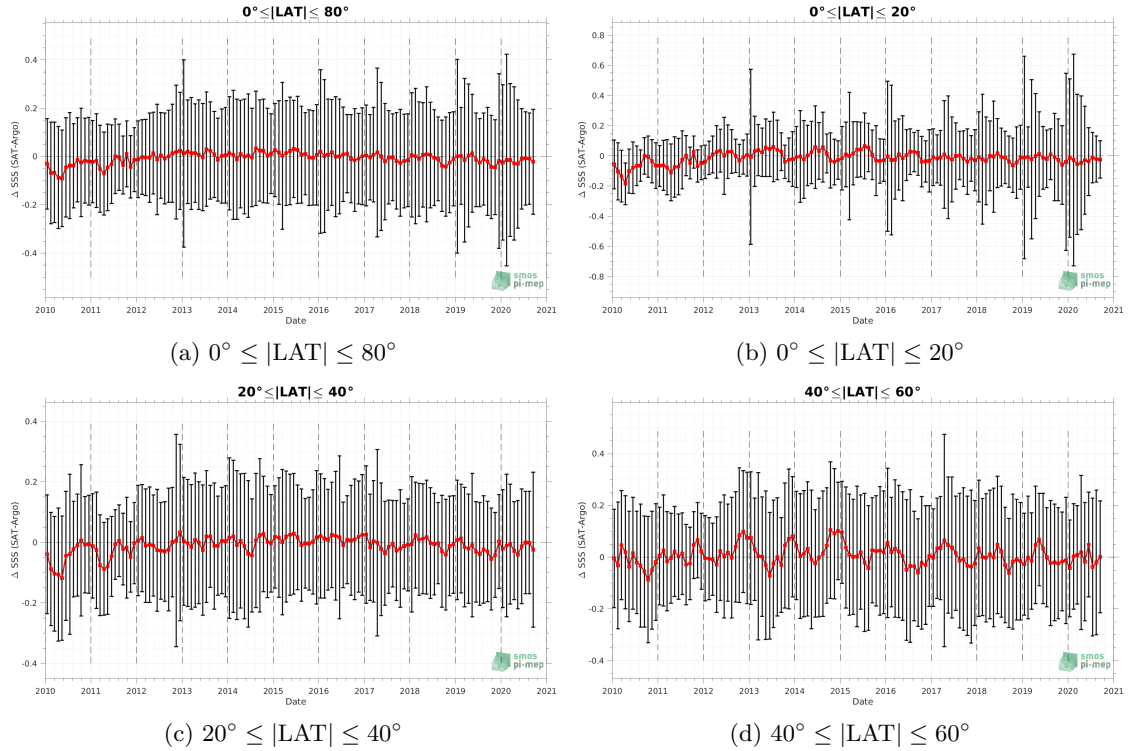 0°≤|LAT|≤ 80°
Δ SSS (SAT-Argo)
0.4
0.2
0
-0.2
-0.4
2010 2011 2012 2013 2014 2015 2016 2017 2018 2019 2020 2021
Date
smos
pi-mep
(a) 0° ≤ |LAT| ≤ 80°
0°≤|LAT|≤ 20°
Δ SSS (SAT-Argo)
0.8
0.6
0.4
0.2
0
-0.2
-0.4
-0.6
-0.8
2010 2011 2012 2013 2014 2015 2016 2017 2018 2019 2020 2021
Date
smos
pi-mep
(b) 0° ≤ |LAT| ≤ 20°
20°≤|LAT|≤ 40°
Δ SSS (SAT-Argo)
0.4
0.2
0
-0.2
-0.4
2010 2011 2012 2013 2014 2015 2016 2017 2018 2019 2020 2021
Date
smos
pi-mep
(c) 20° ≤ |LAT| ≤ 40°
40°≤|LAT|≤ 60°
Δ SSS (SAT-Argo)
0.4
0.2
0
-0.2
-0.4
2010 2011 2012 2013 2014 2015 2016 2017 2018 2019 2020 2021
Date
smos
pi-mep
(d) 40° ≤ |LAT| ≤ 60°